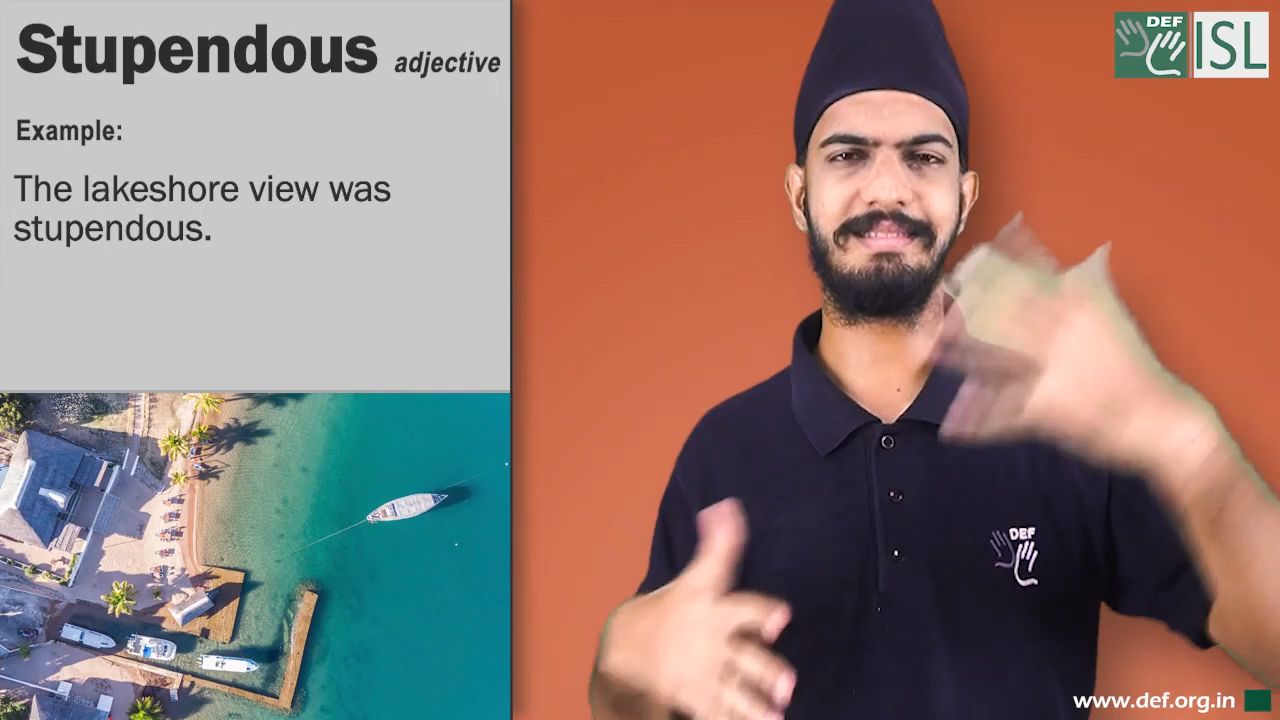 Stupendous adjective
Example:
The lakeshore view was
stupendous.
DEF
ISL
DEF
www.def.org.in